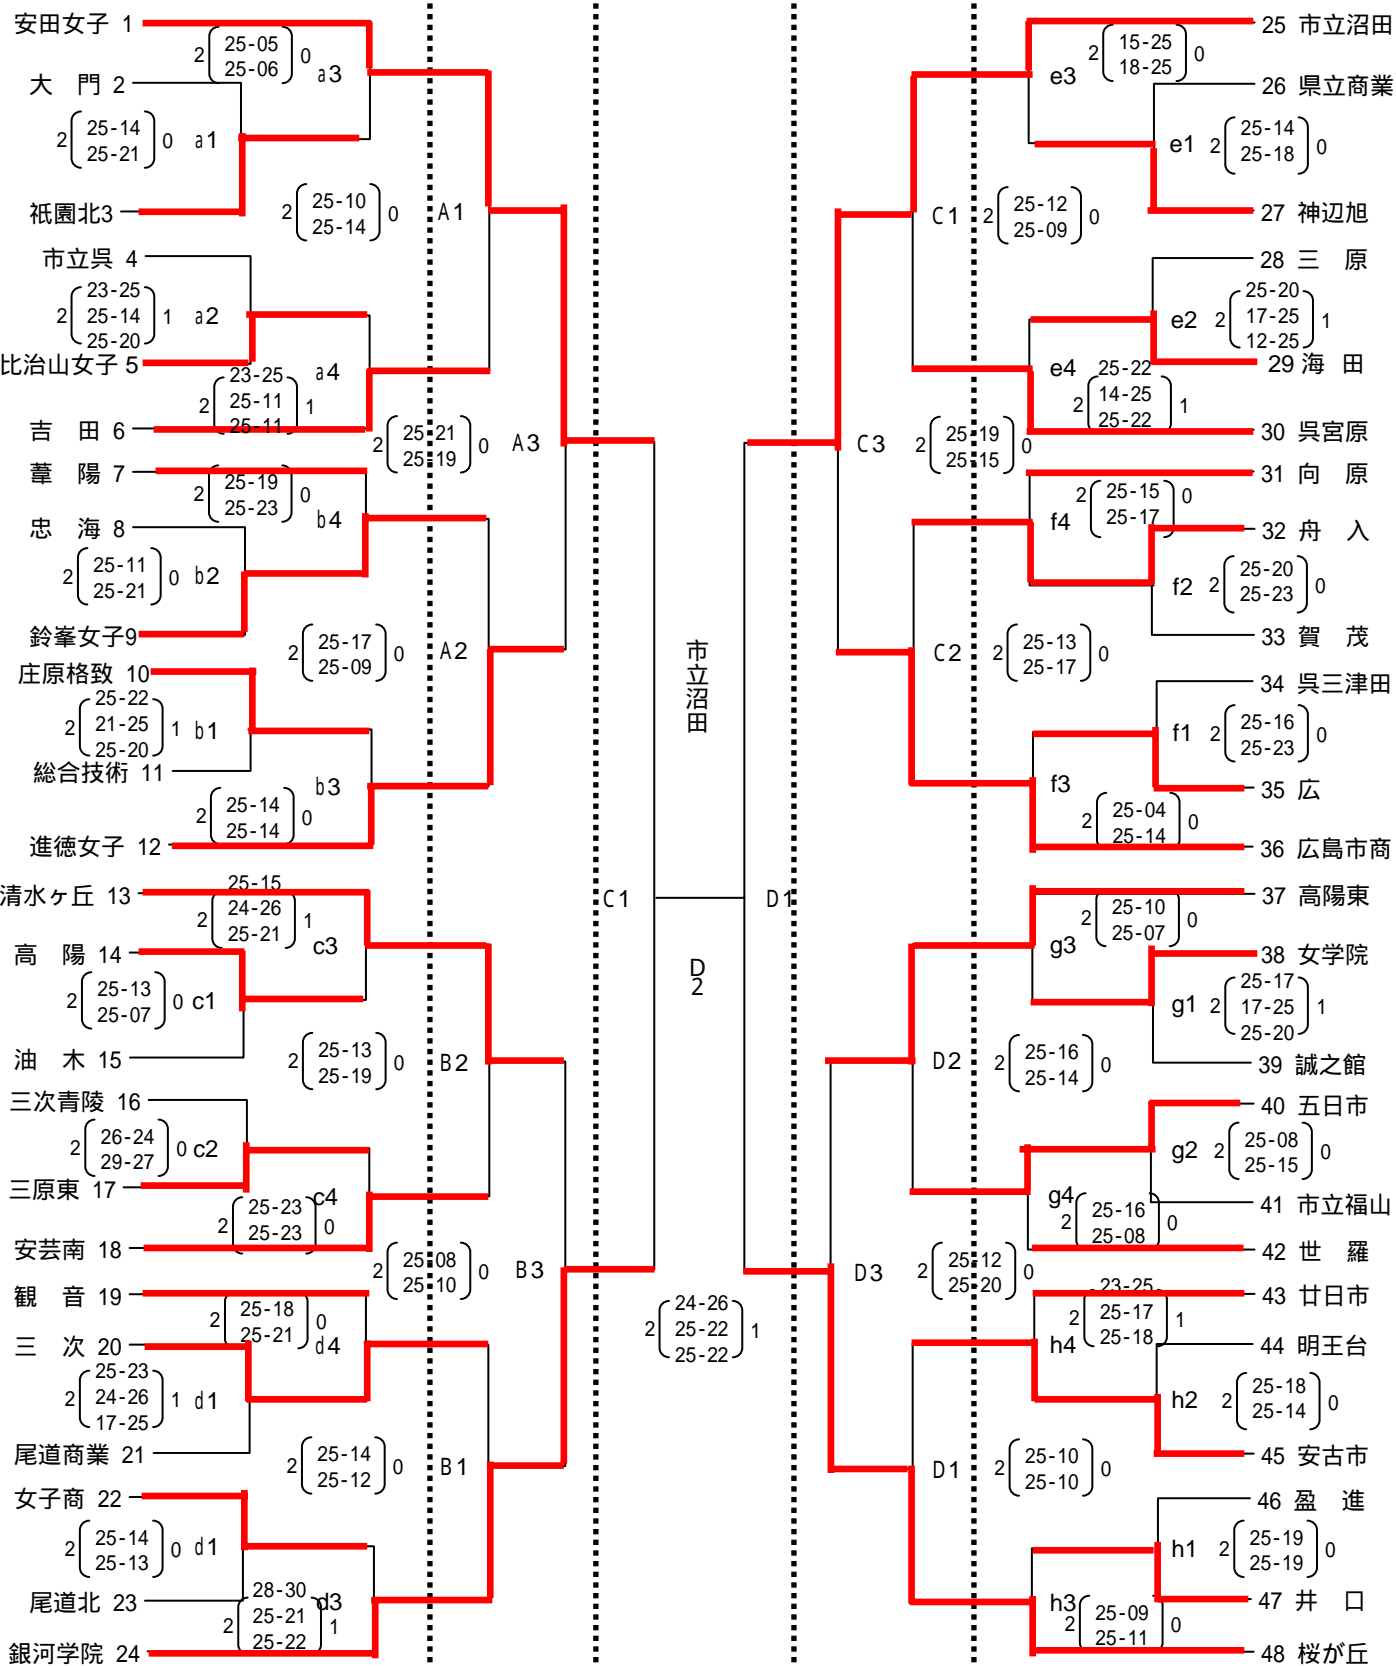 安田女子 1
2 25-05 0
25-06
a3
大　門 2
2 25-14 0 a1
25-21
祇園北3
2 25-10 0 A1
25-14
市立呉 4
2 23-25 1 a2
25-14
25-20
比治山女子 5
a4
2 23-25 1
25-11
25-11
吉　田 6
2 25-21 0 A3
25-19
葦　陽 7
2 25-19 0
25-23
b4
忠　海 8
2 25-11 0 b2
25-21
鈴峯女子9
2 25-17 0 A2
25-09
庄原格致 10
2 25-22 1 b1
21-25
25-20
総合技術 11
b3
2 25-14 0
25-14
進徳女子 12
清水ヶ丘 13
2 25-15 1
24-26
25-21
c3
高　陽 14
2 25-13 0 c1
25-07
油　木 15
2 25-13 0 B2
25-19
三次青陵 16
2 26-24 0 c2
29-27
三原東 17
c4
2 25-23 0
25-23
安芸南 18
2 25-08 0 B3
25-10
観　音 19
2 25-18 0
25-21
d4
三　次 20
2 25-23 1 d1
24-26
17-25
尾道商業 21
2 25-14 0 B1
25-12
女子商 22
2 25-14 0 d1
25-13
尾道北 23
d3
2 28-30 1
25-21
25-22
銀河学院 24
市立沼田
C1
D1
D2
2 24-26 1
25-22
25-22
25 市立沼田
2 15-25 0
18-25
e3
26 県立商業
e1 2 25-14 0
25-18
27 神辺旭
C1 2 25-12 0
25-09
28 三　原
e2 2 25-20 1
17-25
12-25
29 海　田
e4
2 25-22 1
14-25
25-22
30 呉宮原
C3 2 25-19 0
25-15
31 向　原
2 25-15 0
25-17
f4
32 舟　入
f2 2 25-20 0
25-23
33 賀　茂
C2 2 25-13 0
25-17
34 呉三津田
f1 2 25-16 0
25-23
35 広
f3
2 25-04 0
25-14
36 広島市商
37 高陽東
2 25-10 0
25-07
g3
38 女学院
g1 2 25-17 1
17-25
25-20
39 誠之館
D2 2 25-16 0
25-14
40 五日市
g2 2 25-08 0
25-15
41 市立福山
g4
2 25-16 0
25-08
42 世　羅
D3 2 25-12 0
25-20
43 廿日市
2 23-25 1
25-17
25-18
h4
44 明王台
h2 2 25-18 0
25-14
45 安古市
D1 2 25-10 0
25-10
46 盈　進
h1 2 25-19 0
25-19
47 井　口
h3
2 25-09 0
25-11
48 桜が丘